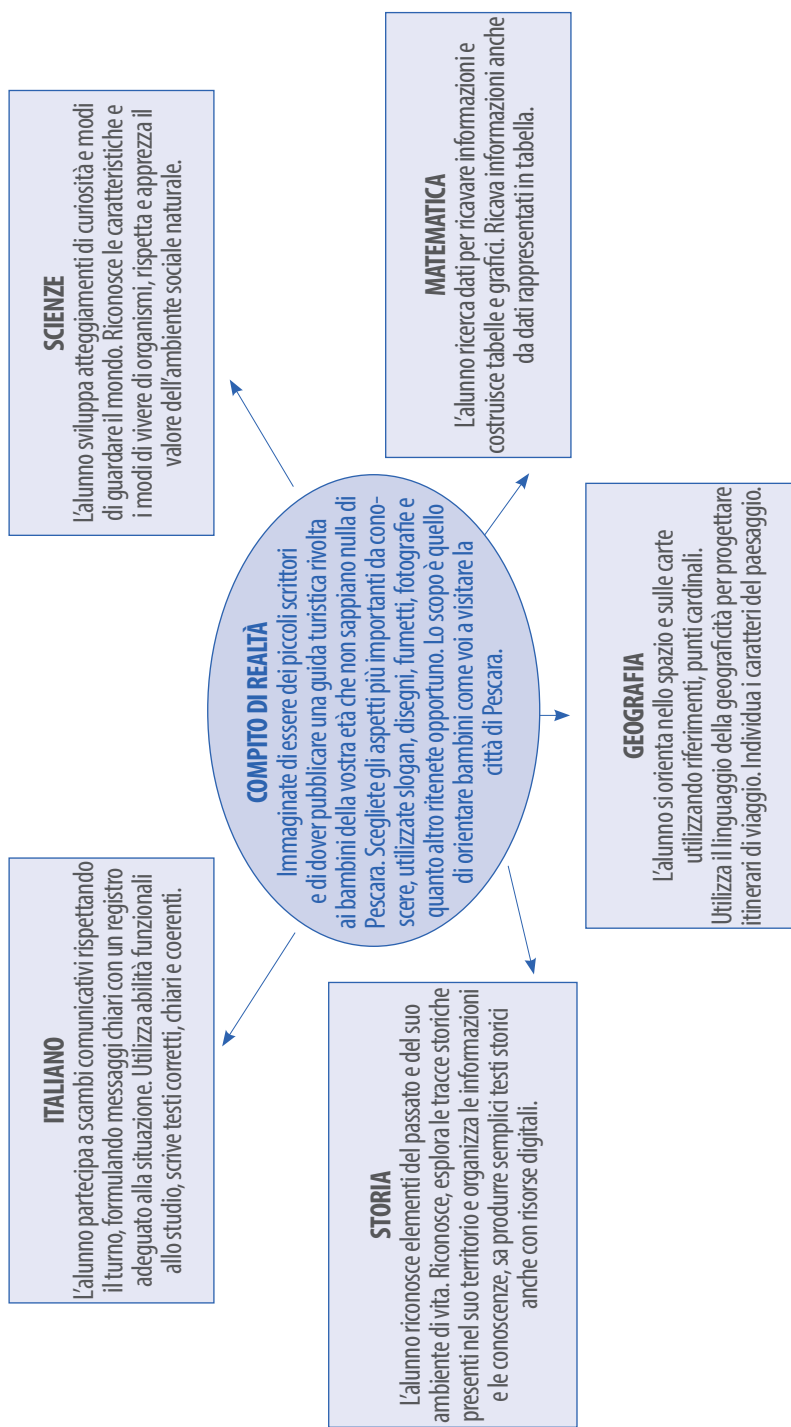 ITALIANO
L'alunno partecipa a scambi comunicativi rispettando
il turno, formulando messaggi chiari con un registro
adeguato alla situazione. Utilizza abilità funzionali
allo studio, scrive testi corretti, chiari e coerenti.
SCIENZE
L'alunno sviluppa atteggiamenti di curiosità e modi
di guardare il mondo. Riconosce le caratteristiche e
i modi di vivere di organismi, rispetta e apprezza il
valore dell'ambiente sociale naturale.
COMPITO DI REALTÀ
Immaginate di essere dei piccoli scrittori
e di dover pubblicare una guida turistica rivolta
ai bambini della vostra età che non sappiano nulla di
Pescara. Scegliete gli aspetti più importanti da cono-
scere, utilizzate slogan, disegni, fumetti, fotografie e
quanto altro ritenete opportuno. Lo scopo è quello
di orientare bambini come voi a visitare la
città di Pescara.
STORIA
L'alunno riconosce elementi del passato e del suo
ambiente di vita. Riconosce, esplora le tracce storiche
presenti nel suo territorio e organizza le informazioni
e le conoscenze, sa produrre semplici testi storici
anche con risorse digitali.
GEOGRAFIA
L'alunno si orienta nello spazio e sulle carte
utilizzando riferimenti, punti cardinali.
Utilizza il linguaggio della geograficità per progettare
itinerari di viaggio. Individua i caratteri del paesaggio.
MATEMATICA
L'alunno ricerca dati per ricavare informazioni e
costruisce tabelle e grafici. Ricava informazioni anche
da dati rappresentati in tabella.